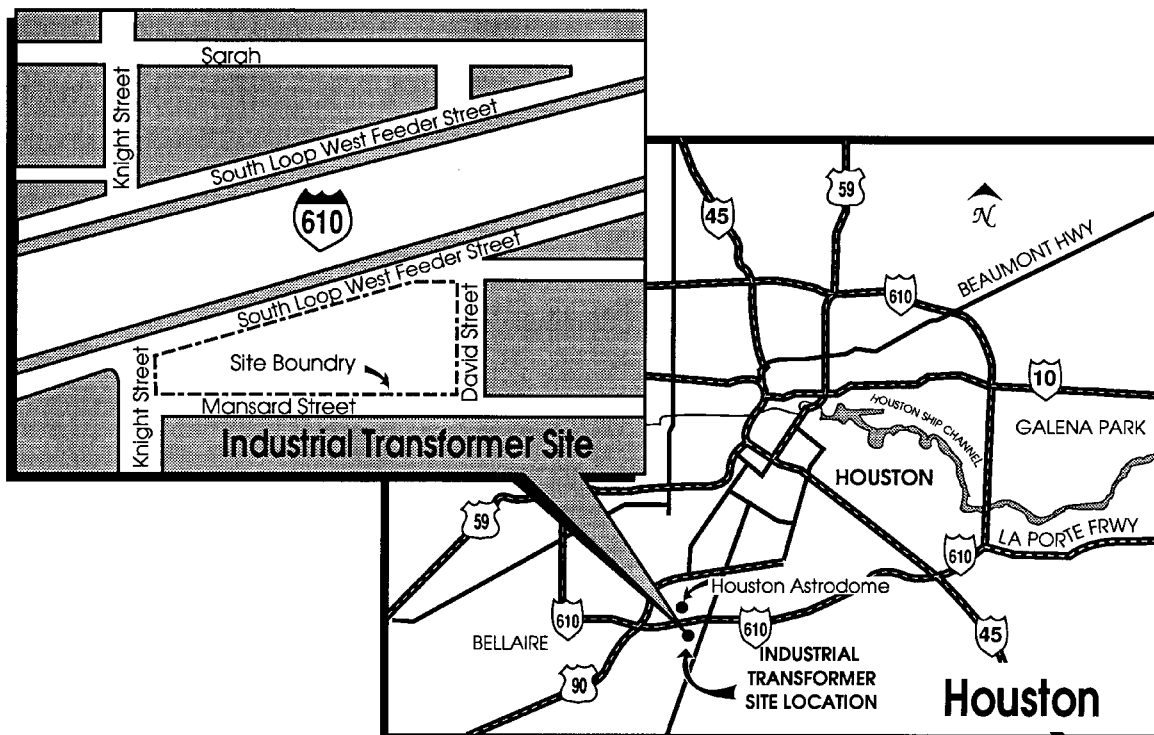 Sarah
Knight Street
South Loop West Feeder Street
610
South Loop West Feeder Street
Site Boundry
Knight Street
David Street
Mansard Street
Industrial Transformer Site
45
59
N
BEAUMONT HWY
610
10
HOUSTON SHIP CHANNEL
GALENA PARK
HOUSTON
59
LA PORTE FRWY
610
Houston Astrodome
610
610
BELLAIRE
45
90
INDUSTRIAL
TRANSFORMER
SITE LOCATION
Houston